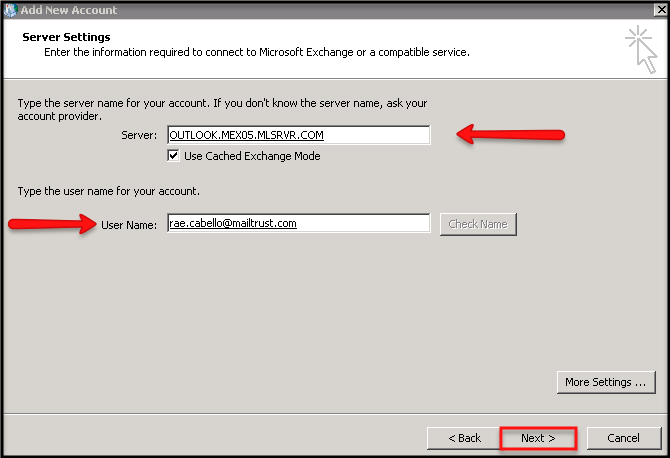 Add New Account
Server Settings
Enter the information required to connect to Microsoft Exchange or a compatible service.
Type the server name for your account. If you don't know the server name, ask your
account provider.
Server: OUTLOOK.MEX05.MLSRVR.COM
Use Cached Exchange Mode
Type the user name for your account.
User Name: rae.cabello@mailtrust.com Check Name
More Settings ...
< Back Next > Cancel